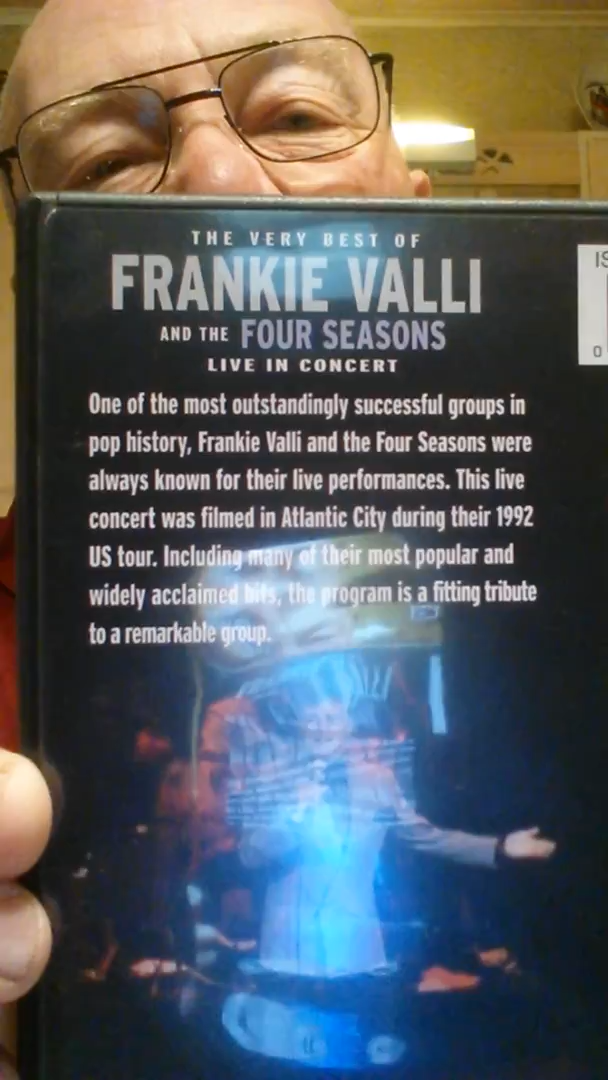 THE VERY BEST OF
FRANKIE VALLI
AND THE FOUR SEASONS
LIVE IN CONCERT
One of the most outstandingly successful groups in
pop history, Frankie Valli and the Four Seasons were
always known for their live performances. This live
concert was filmed in Atlantic City during their 1992
US tour. Including many of their most popular and
widely acclaimed hits, the program is a fitting tribute
to a remarkable group.
IS
0